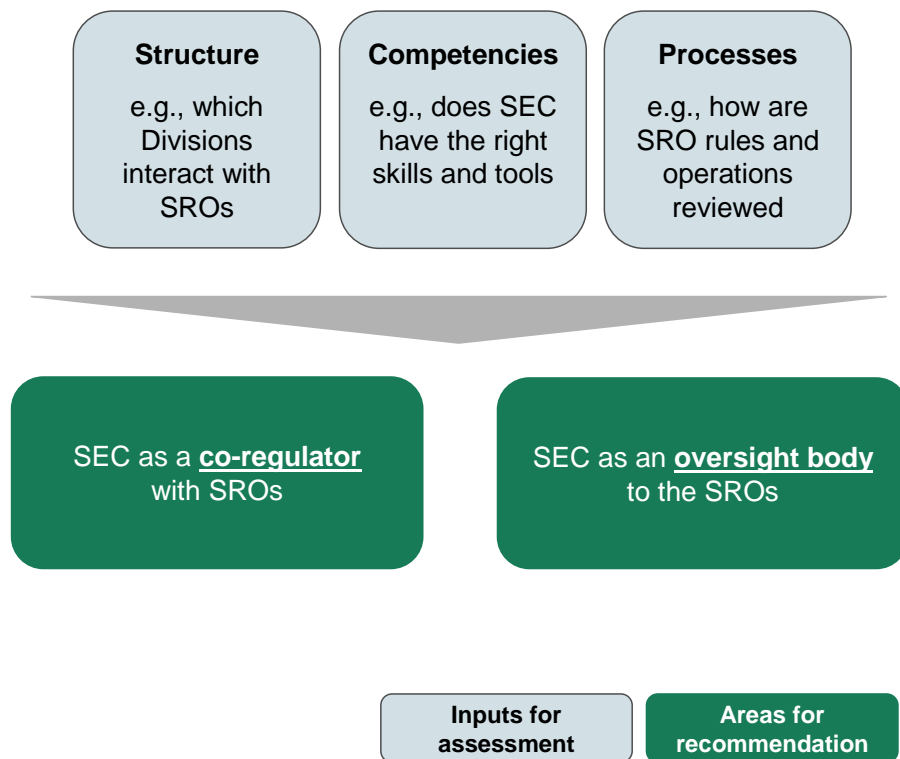 Structure
e.g., which
Divisions
interact with
SROs
Competencies
e.g., does SEC
have the right
skills and tools
Processes
e.g., how are
SRO rules and
operations
reviewed
SEC as a co-regulator
with SROs
SEC as an oversight body
to the SROs
Inputs for
assessment
Areas for
recommendation